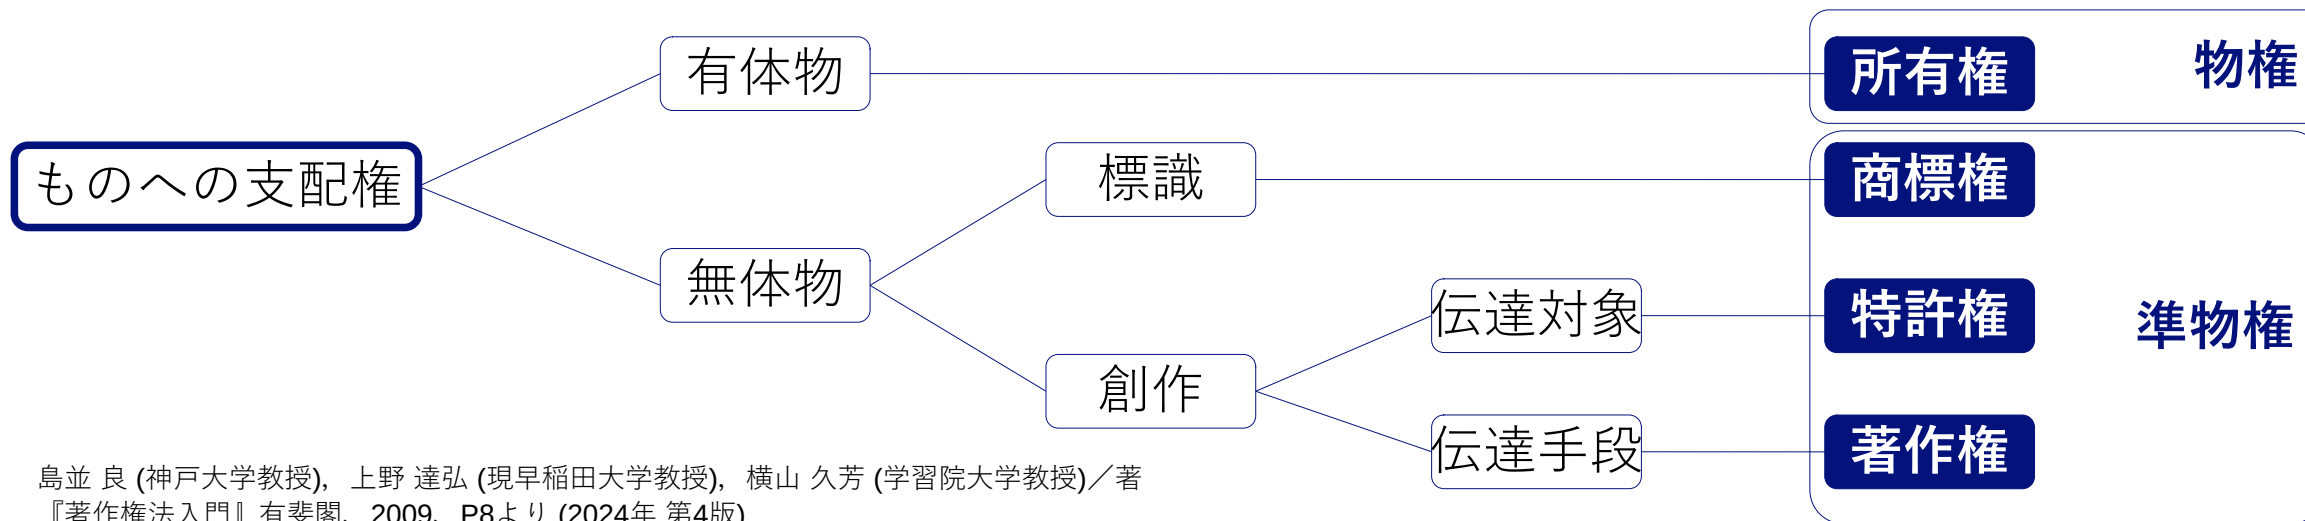 有体物
所有権
物権
ものへの支配権
標識
商標権
無体物
伝達対象
特許権
準物権
創作
伝達手段
著作権
島並 良 (神戸大学教授), 上野 達弘 (現早稲田大学教授), 横山 久芳 (学習院大学教授)／著
『著作権法入門』有斐閣, 2009, P8より (2024年 第4版)